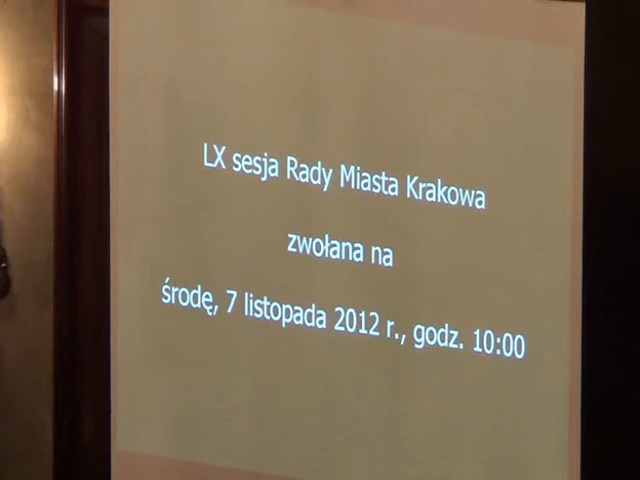 LX sesja Rady Miasta Krakowa
zwołana na
środę, 7 listopada 2012 r., godz. 10:00